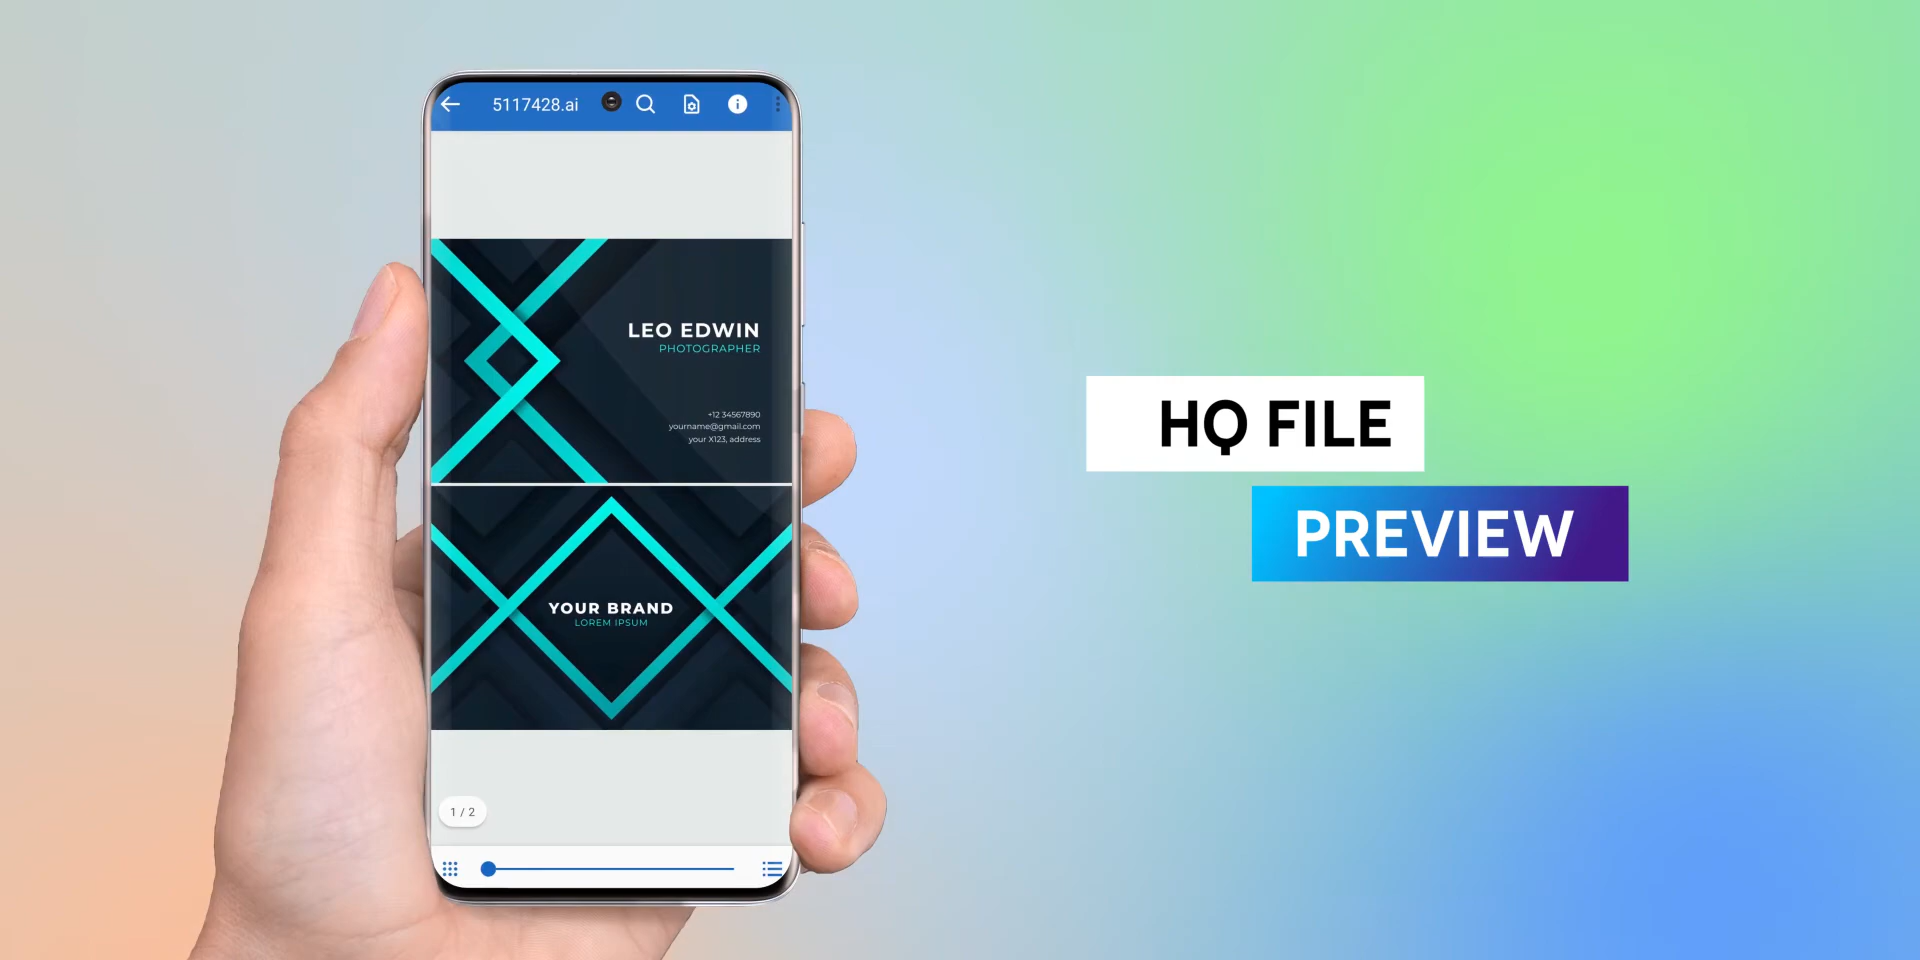 5117428.ai
LEO EDWIN
PHOTOGRAPHER
+12 34567890
yourname@gmail.com
your X123, address
YOUR BRAND
LOREM IPSUM
1 / 2
HQ FILE
PREVIEW